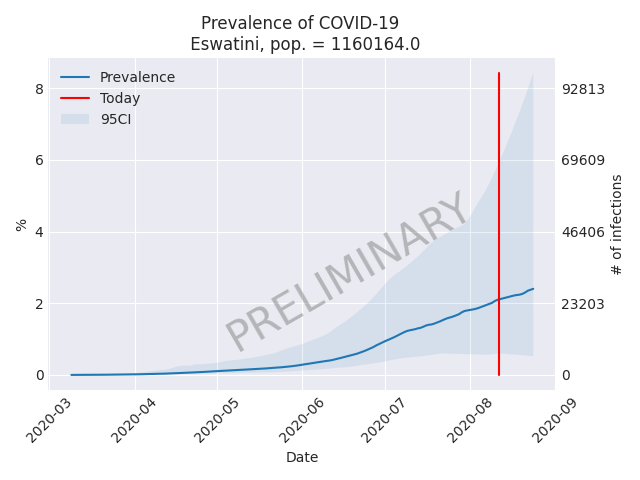 Prevalence of COVID-19
Eswatini, pop. = 1160164.0
Prevalence
Today
95CI
8
6
4
2
0
%
92813
69609
46406
23203
0
# of infections
PRELIMINARY
2020-03
2020-04
2020-05
2020-06
2020-07
2020-08
2020-09
Date